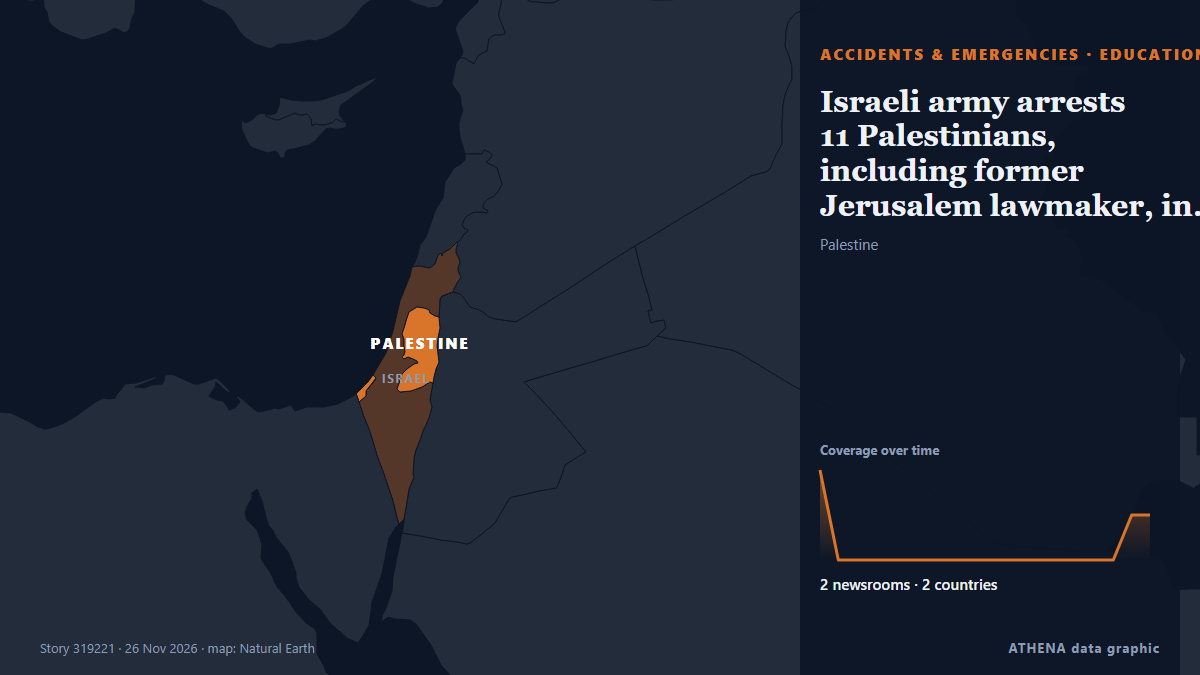 ACCIDENTS & EMERGENCIES · EDUCATION
Israeli army arrests
11 Palestinians,
including former
Jerusalem lawmaker, in.
Palestine
PALESTINE
ISRAEL
Coverage over time
2 newsrooms · 2 countries
Story 319221 · 26 Nov 2026 · map: Natural Earth
ATHENA data graphic